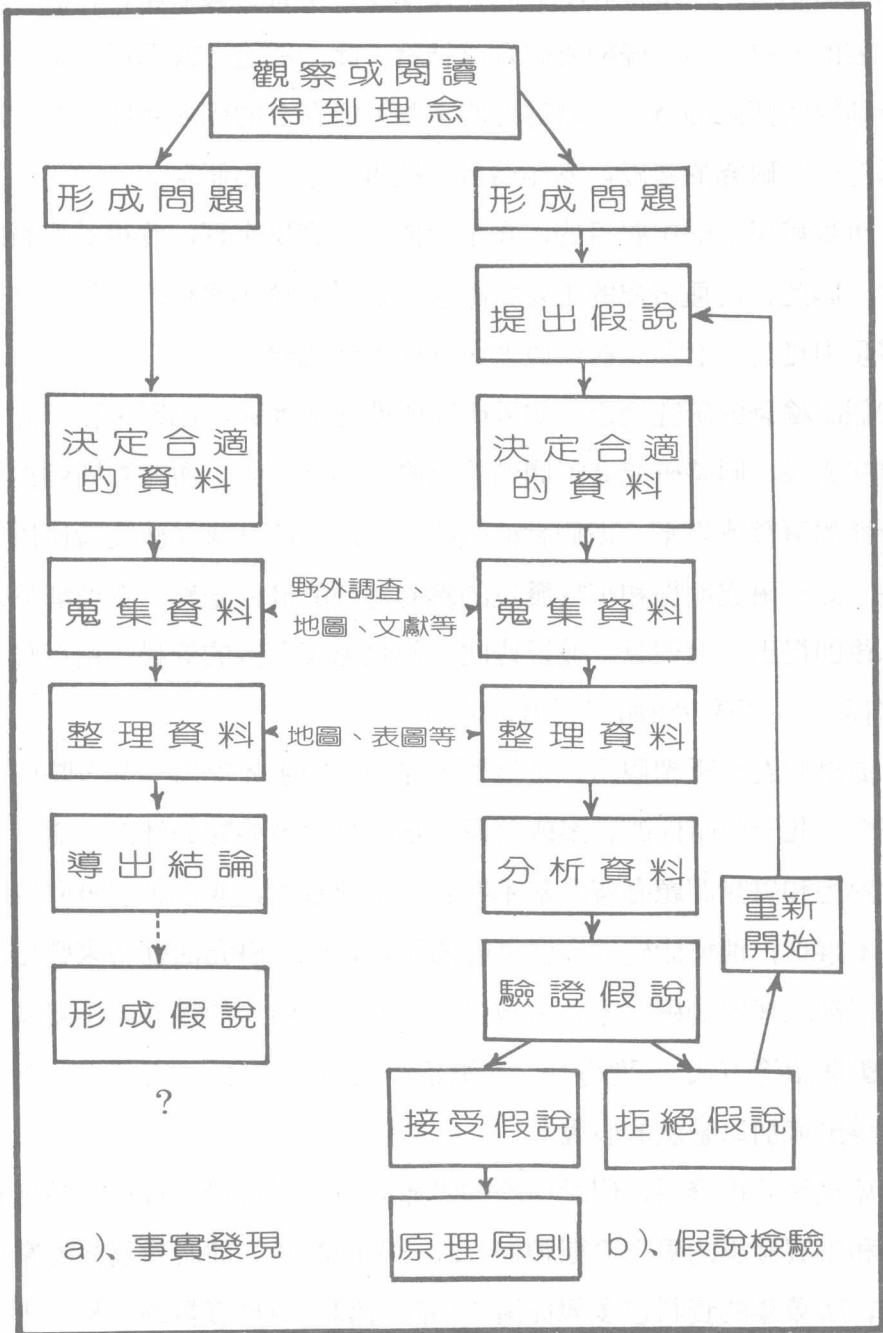 觀察或閱讀
得到理念
形成問題
決定合適
的資料
蒐集資料
整理資料
導出結論
形成假說
?
a)、事實發現
野外調查
地圖、文獻等
地圖、表圖等
形成問題
提出假說
決定合適
的資料
蒐集資料
整理資料
分析資料
驗證假說
接受假說
原理原則
拒絕假說
重新
開始
b)、假說檢驗